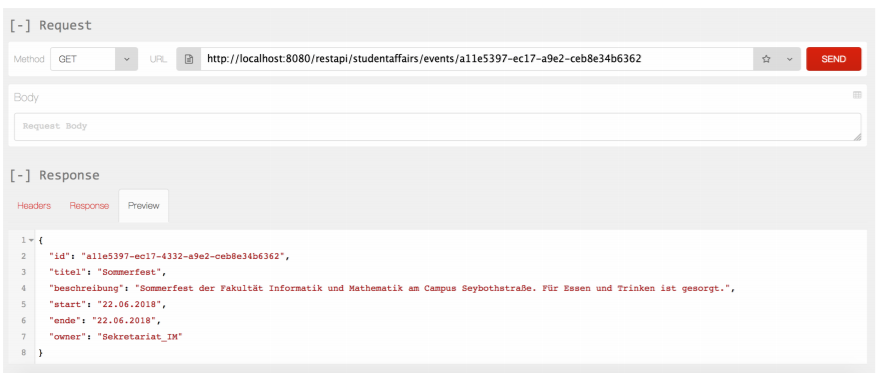 [-] Request
Method GET URL http://localhost:8080/restapi/studentaffairs/events/a11e5397-ec17-a9e2-ceb8e34b6362 SEND
Body
Request Body
[-] Response
Headers Response Preview
1 {
2 "id": "a11e5397-ec17-4332-a9e2-ceb8e34b6362",
3 "titel": "Sommerfest",
4 "beschreibung": "Sommerfest der Fakultät Informatik und Mathematik am Campus Seybothstraße. Für Essen und Trinken ist gesorgt.",
5 "start": "22.06.2018",
6 "ende": "22.06.2018",
7 "owner": "Sekretariat_IM"
8 }